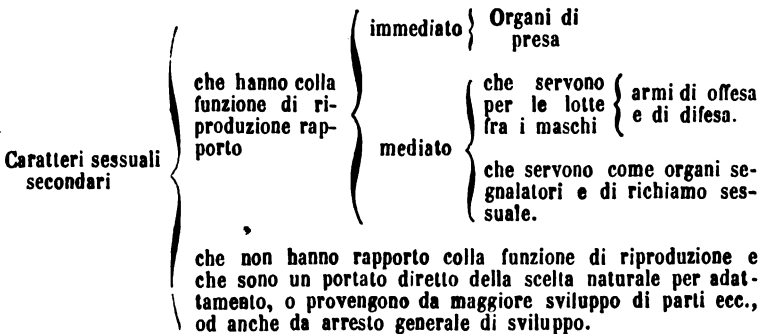 Caratteri sessuali
secondari
che hanno colla
funzione di ri-
produzione rap-
porto
immediato
Organi di
presa
mediato
che servono
per le lotte
fra i maschi
armi di offesa
e di difesa.
che servono come organi se-
gnalatori e di richiamo ses-
suale.
che non hanno rapporto colla funzione di riproduzione e
che sono un portato diretto della scelta naturale per adat-
tamento, o provengono da maggiore sviluppo di parti ecc.,
od anche da arresto generale di sviluppo.